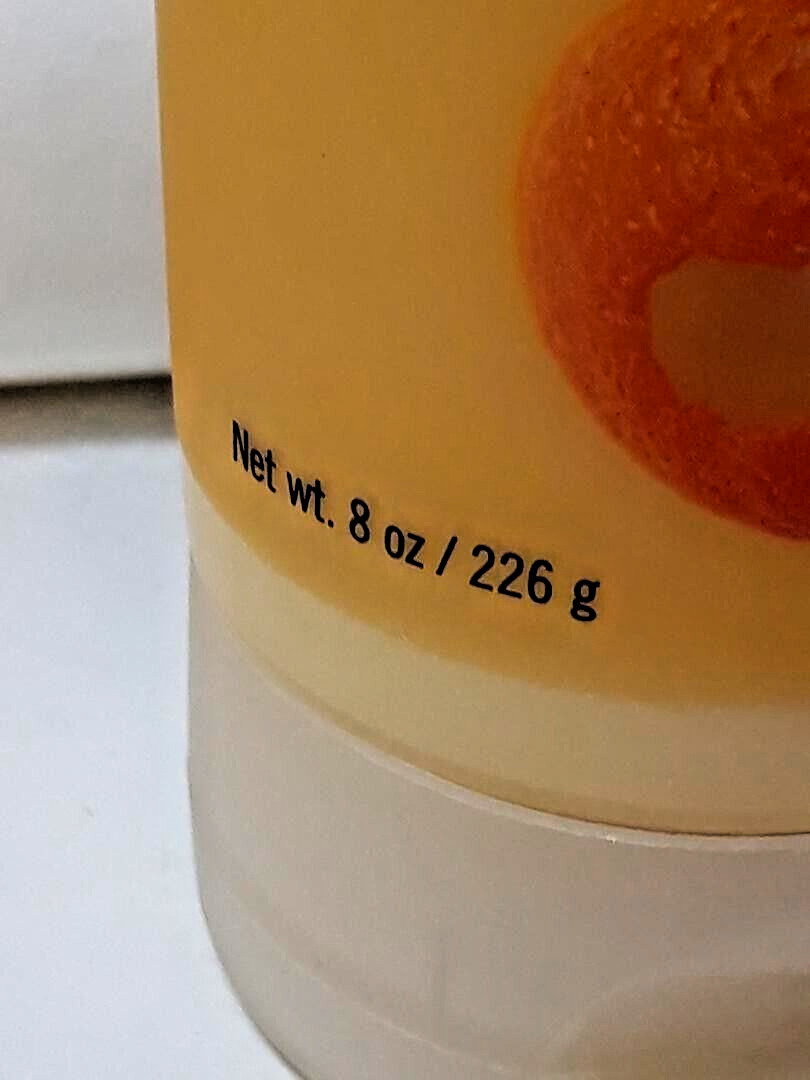 Net wt. 8 oz / 226 g